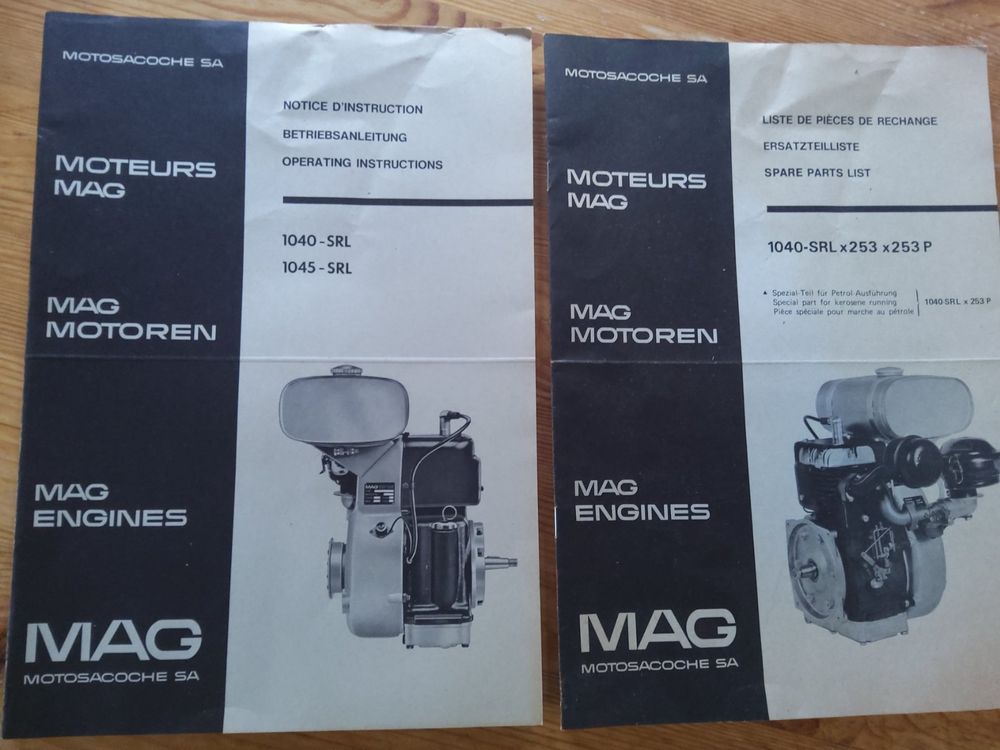 MOTOSACOCHE SA
MOTEURS
MAG
MAG
MOTOREN
MAG
ENGINES
MAG
MOTOSACOCHE SA
NOTICE D'INSTRUCTION
BETRIEBSANLEITUNG
OPERATING INSTRUCTIONS
1040-SRL
1045-SRL
MAG
MOTOSACOCHE SA
MOTEURS
MAG
MAG
MOTOREN
MAG
ENGINES
MAG
MOTOSACOCHE SA
LISTE DE PIÈCES DE RECHANGE
ERSATZTEILLISTE
SPARE PARTS LIST
1040-SRL x253 x253 P
▲ Spezial-Teil für Petrol-Ausführung
Special part for kerosene running
Pièce spéciale pour marche au pétrole
1040-SRL x 253 P